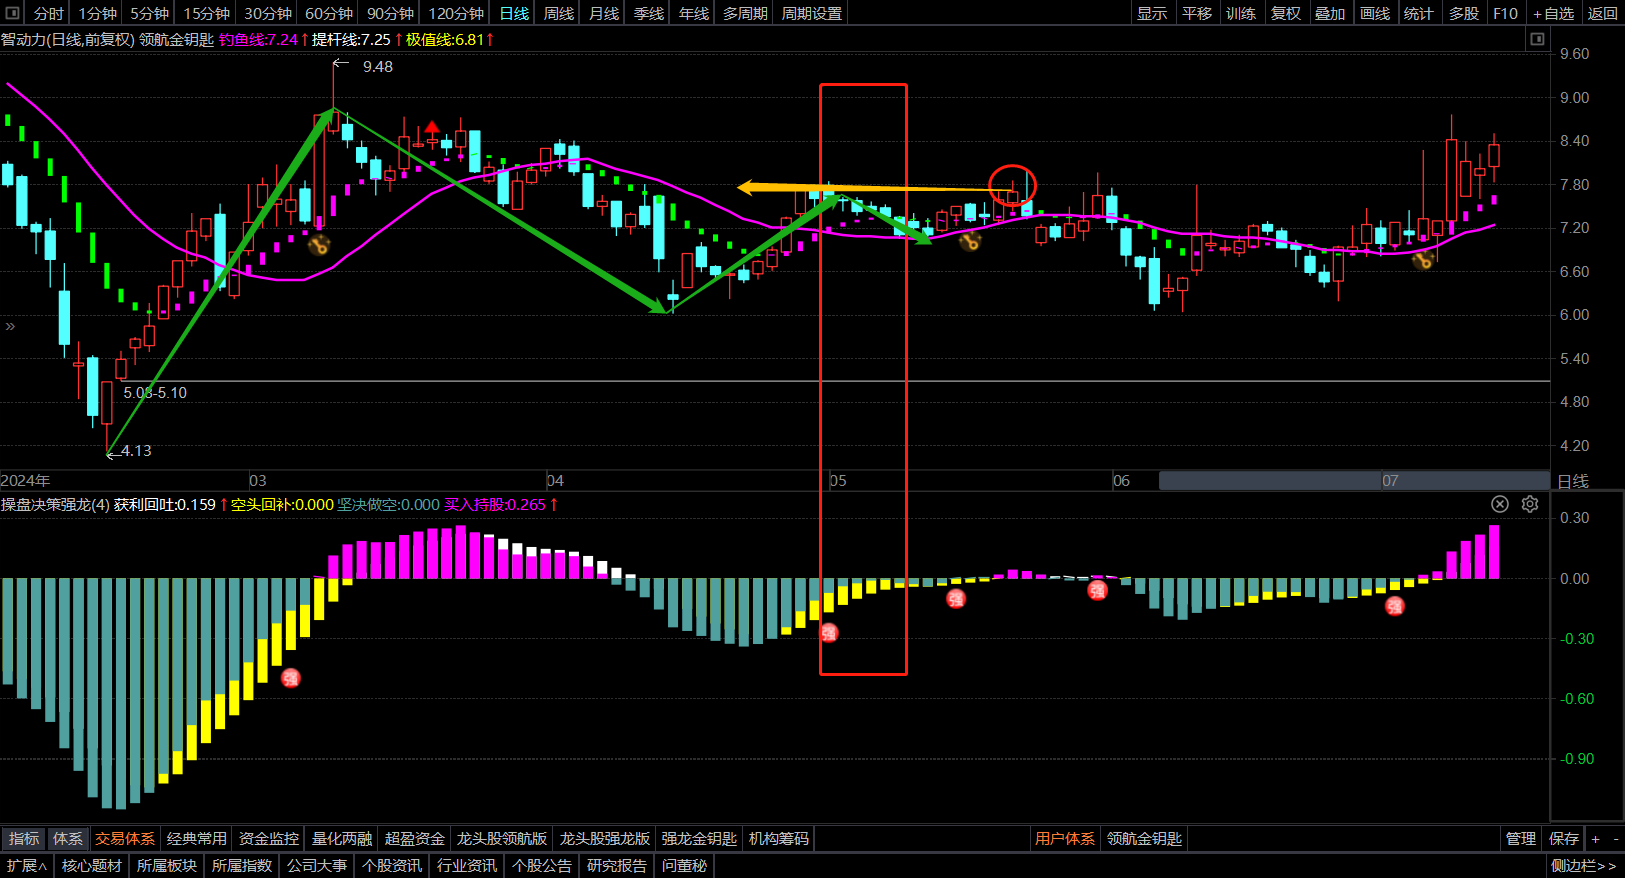 分时 1分钟 5分钟 15分钟 30分钟 60分钟 90分钟 120分钟 日线 周线 月线 季线 年线 多周期 周期设置 显示 平移 训练 复权 叠加 画线 统计 多股 F10 +自选 返回
智动力(日线,前复权) 领航金钥匙 钓鱼线:7.24↑ 提杆线:7.25↑ 极值线:6.81↑
9.60
9.48
9.00
8.40
7.80
7.20
6.60
6.00
»
5.40
5.08-5.10
4.80
4.20
←4.13
2024年 03 04 05 06 07 日线
操盘决策强龙(4) 获利回吐:0.159↑ 空头回补:0.000 坚决做空:0.000 买入持股:0.265↑
0.30
0.00
强 强 强 强 强
-0.30
-0.60
-0.90
指标 体系 交易体系 经典常用 资金监控 量化两融 超盈资金 龙头股领航版 龙头股强龙版 强龙金钥匙 机构筹码 用户体系 领航金钥匙 管理 保存 + -
扩展∧ 核心题材 所属板块 所属指数 公司大事 个股资讯 行业资讯 个股公告 研究报告 问董秘 侧边栏>>